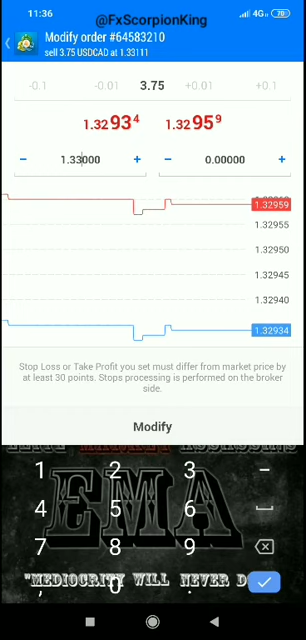 11:36
4G
70
@FxScorpionKing
Modify order #64583210
sell 3.75 USDCAD at 1.33111
-0.1 -0.01 3.75 +0.01 +0.1
1.32934 1.32959
- 1.33000 + - 0.00000 +
1.32959
1.32955
1.32950
1.32945
1.32940
1.32934
Stop Loss or Take Profit you set must differ from market price by
at least 30 points. Stops processing is performed on the broker
side.
Modify
1 2 3 -
4 5 6
EMA
7 8 9
"MEDIOCRITY WILL NEVER D
, 0 .